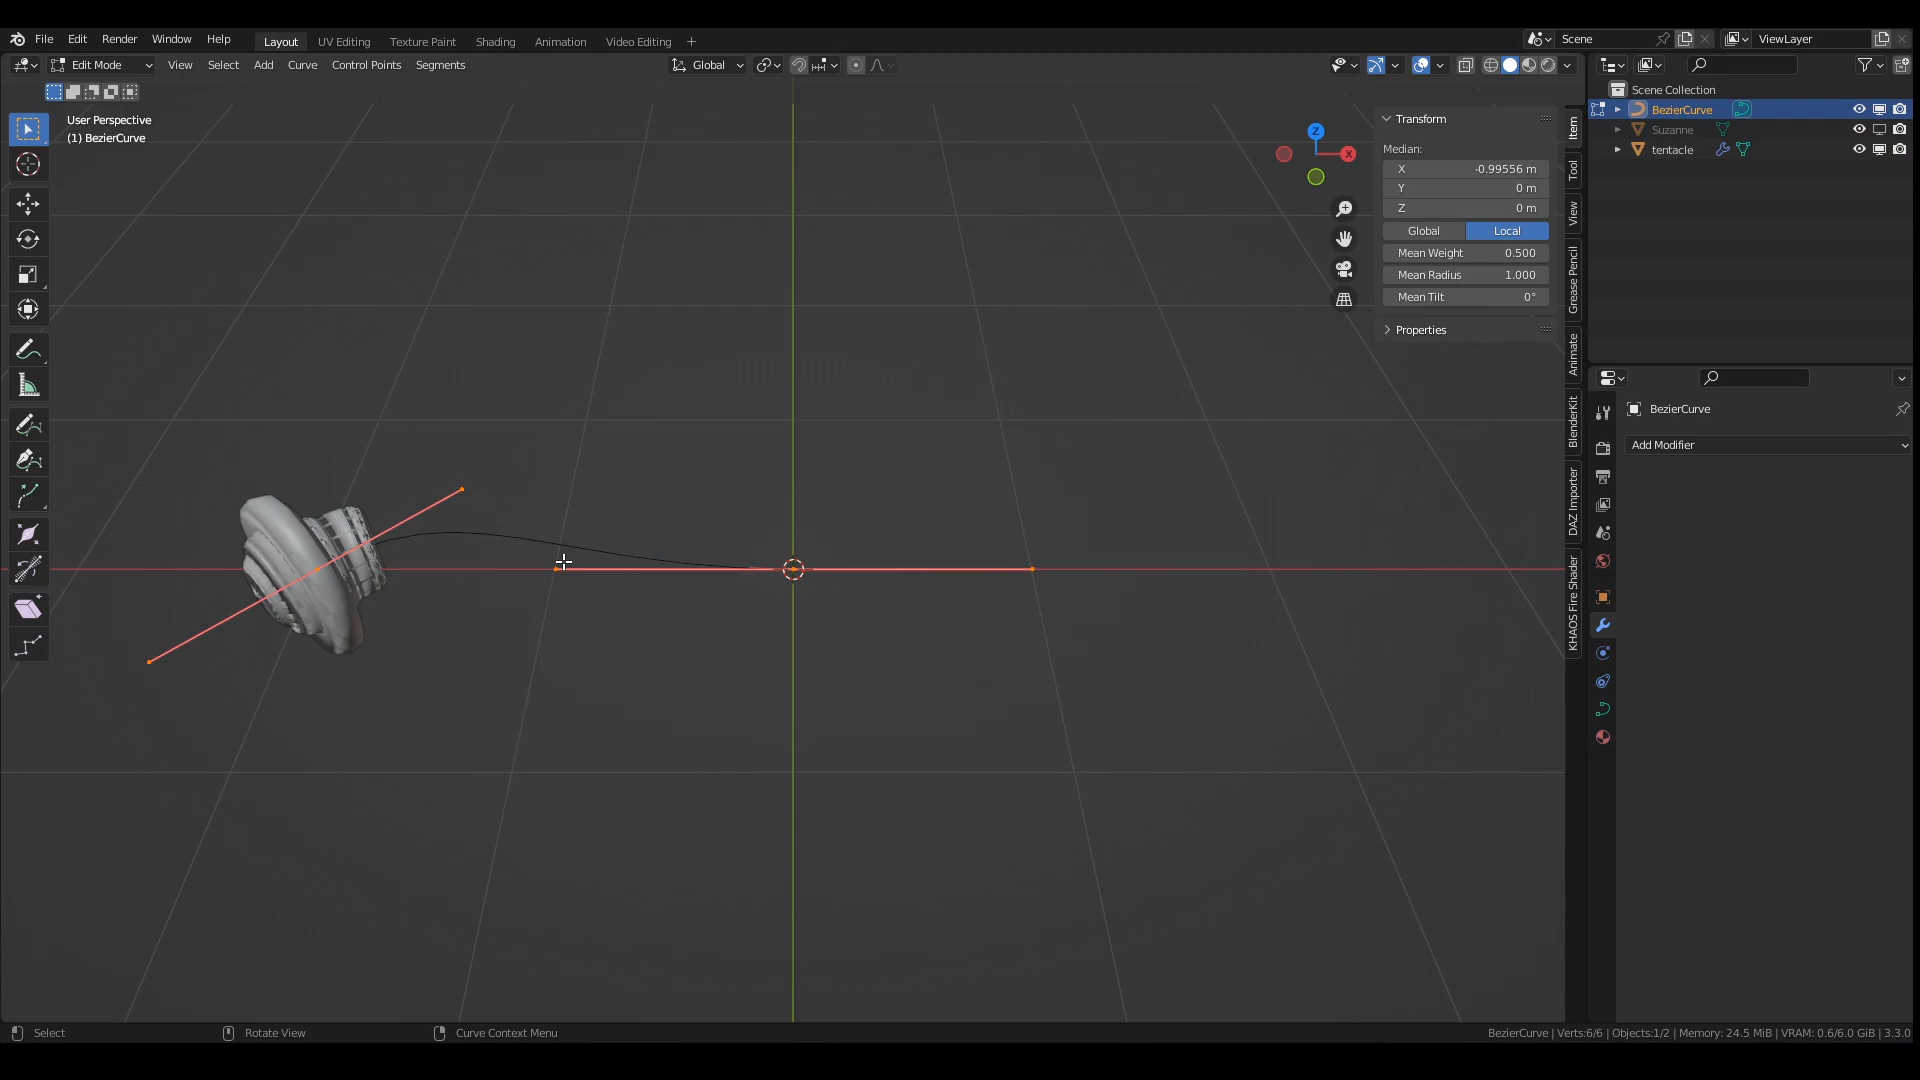 File Edit Render Window Help Layout UV Editing Texture Paint Shading Animation Video Editing + Scene ViewLayer
Edit Mode View Select Add Curve Control Points Segments Global
User Perspective
(1) BezierCurve
Z
X
Transform
Median:
X -0.99556 m
Y 0 m
Z 0 m
Global Local
Mean Weight 0.500
Mean Radius 1.000
Mean Tilt 0°
Properties
Item
Tool
View
Grease Pencil
Animate
BlenderKit
DAZ Importer
KHAOS Fire Shader
Scene Collection
BezierCurve
Suzanne
tentacle
BezierCurve
Add Modifier
Select Rotate View Curve Context Menu BezierCurve | Verts:6/6 | Objects:1/2 | Memory: 24.5 MiB | VRAM: 0.6/6.0 GiB | 3.3.0